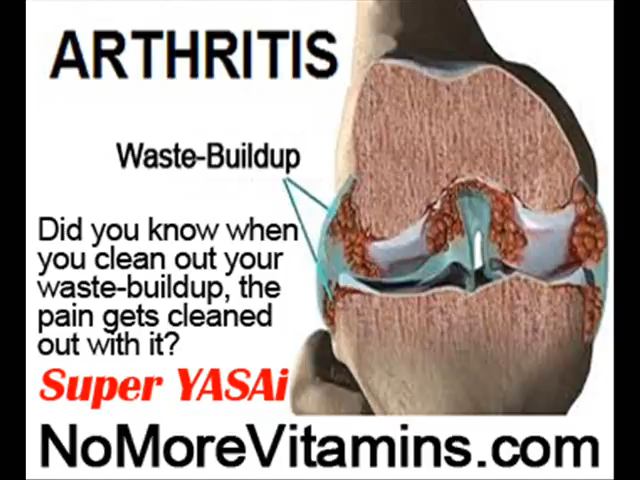 ARTHRITIS
Waste-Buildup
Did you know when
you clean out your
waste-buildup, the
pain gets cleaned
out with it?
Super YASAi
NoMoreVitamins.com